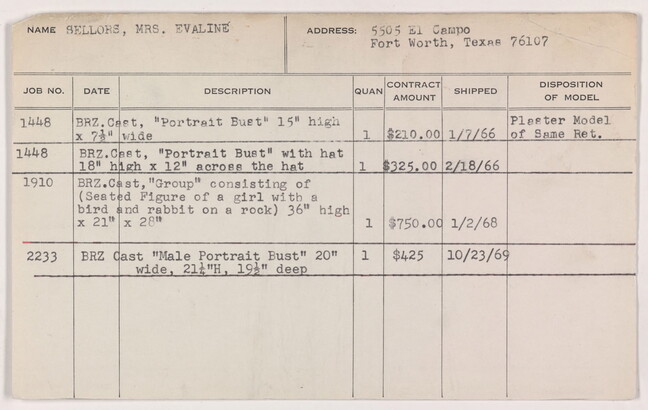 NAME SELLORS, MRS. EVALINE ADDRESS: 5505 El Campo
Fort Worth, Texas 76107
JOB NO. DATE DESCRIPTION QUAN CONTRACT AMOUNT SHIPPED DISPOSITION OF MODEL
1448 BRZ.Cast, "Portrait Bust" 15" high Plaster Model
x 7½" wide 1 $210.00 1/7/66 of Same Ret.
1448 BRZ.Cast, "Portrait Bust" with hat
18" high x 12" across the hat 1 $325.00 2/18/66
1910 BRZ.Cast,"Group" consisting of
(Seated Figure of a girl with a
bird and rabbit on a rock) 36" high
x 21" x 28" 1 $750.00 1/2/68
2233 BRZ Cast "Male Portrait Bust" 20" 1 $425 10/23/69
wide, 21¼"H, 19½" deep